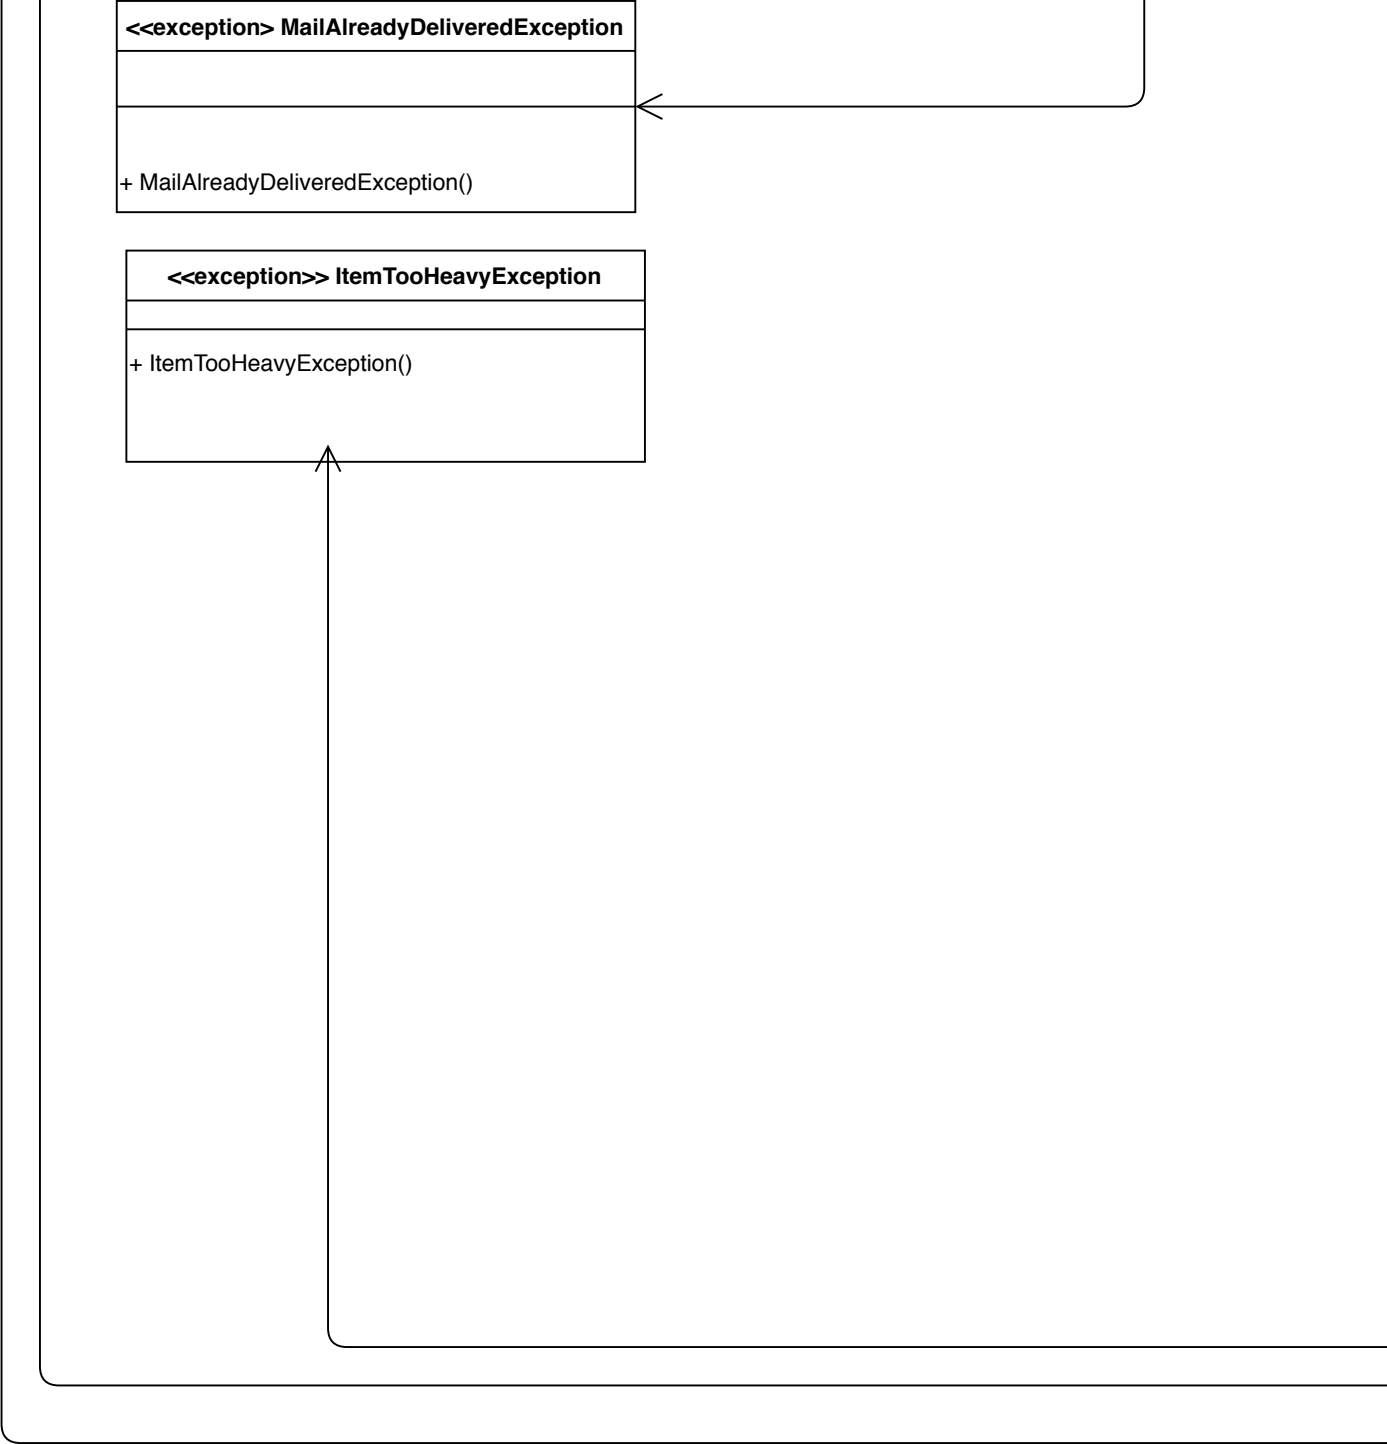 <<exception> MailAlreadyDeliveredException
+ MailAlreadyDeliveredException()
<<exception>> ItemTooHeavyException
+ ItemTooHeavyException()